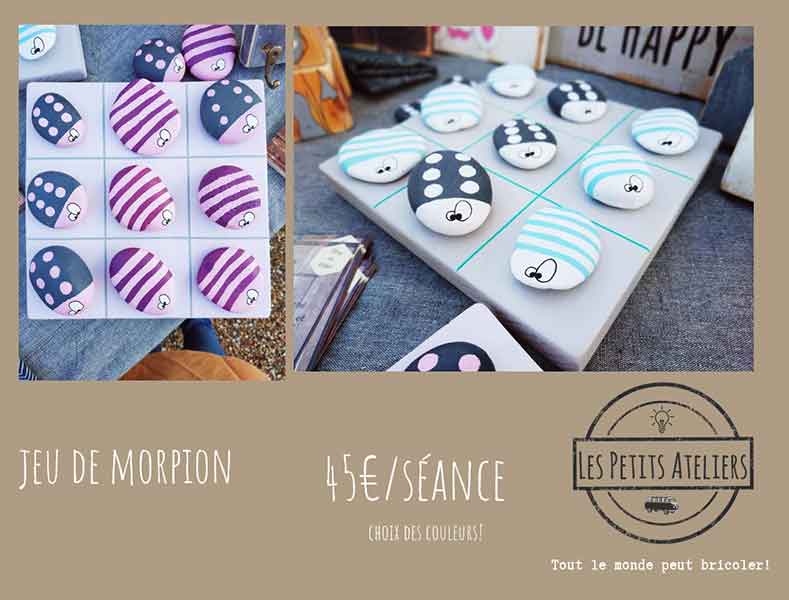 BE HAPPY
JEU DE MORPION
45€/SÉANCE
CHOIX DES COULEURS!
LES PETITS ATELIERS
Tout le monde peut bricoler!